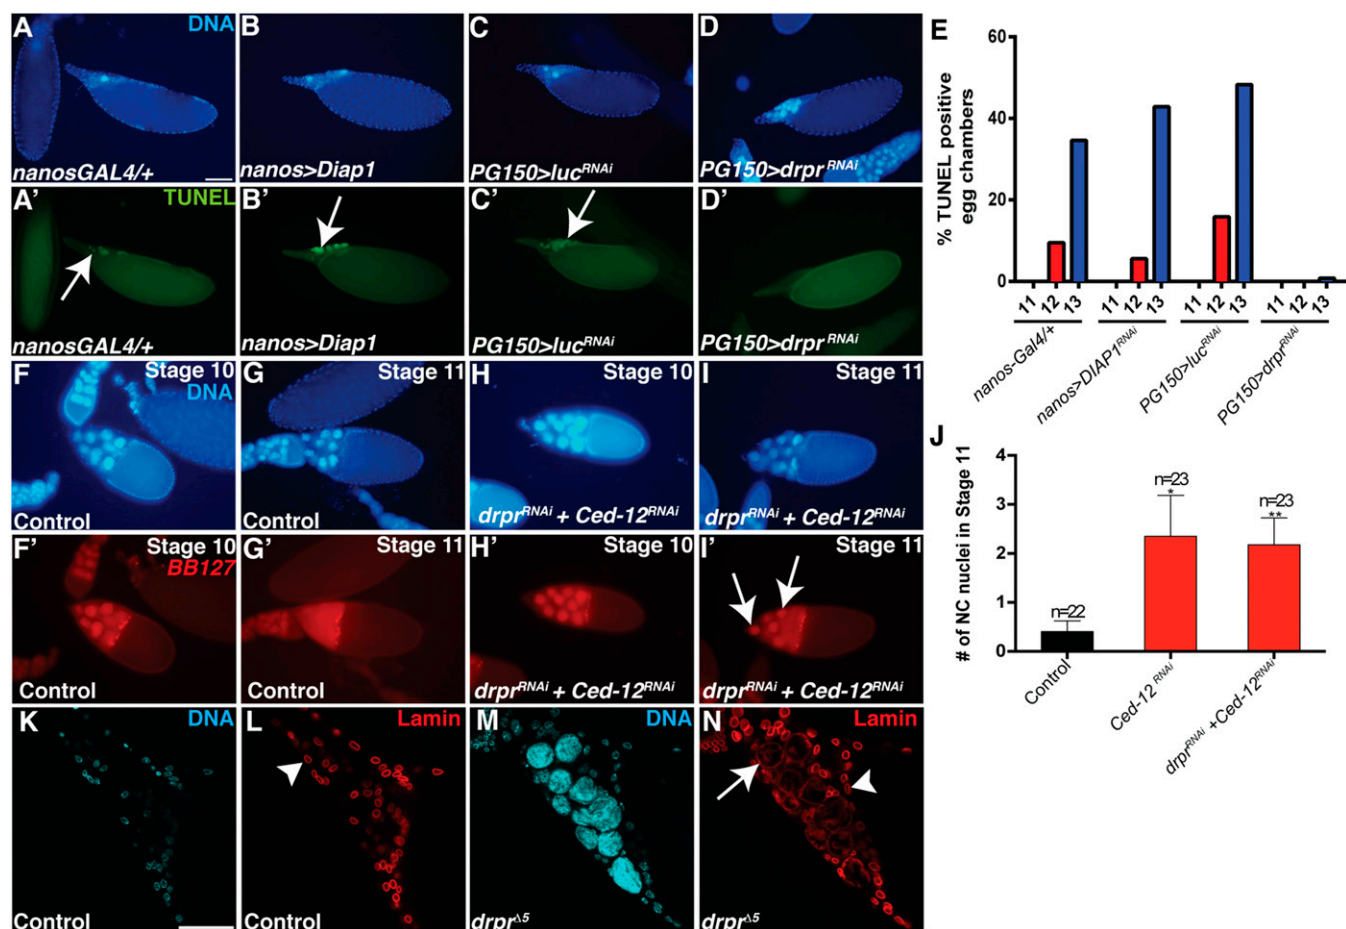 A DNA
nanosGAL4/+
B
nanos>Diap1
C
PG150>luc RNAi
D
PG150>drpr RNAi
A' TUNEL
nanosGAL4/+
B'
nanos>Diap1
C'
PG150>luc RNAi
D'
PG150>drpr RNAi
E
% TUNEL positive
egg chambers
60
40
20
0
11 12 13 11 12 13 11 12 13 11 12 13
nanos-Gal4/+
nanos>DIAP1 RNAi
PG150>luc RNAi
PG150>drpr RNAi
F Stage 10
DNA
Control
G Stage 11
Control
H Stage 10
drpr RNAi + Ced-12 RNAi
I Stage 11
drpr RNAi + Ced-12 RNAi
F' Stage 10
BB127
Control
G' Stage 11
Control
H' Stage 10
drpr RNAi + Ced-12 RNAi
I' Stage 11
drpr RNAi + Ced-12 RNAi
J
# of NC nuclei in Stage 11
4
3
2
1
0
n=22
n=23
*
n=23
**
Control
Ced-12 RNAi
drpr RNAi +Ced-12 RNAi
K DNA
Control
L Lamin
Control
M DNA
drpr Δ5
N Lamin
drpr Δ5